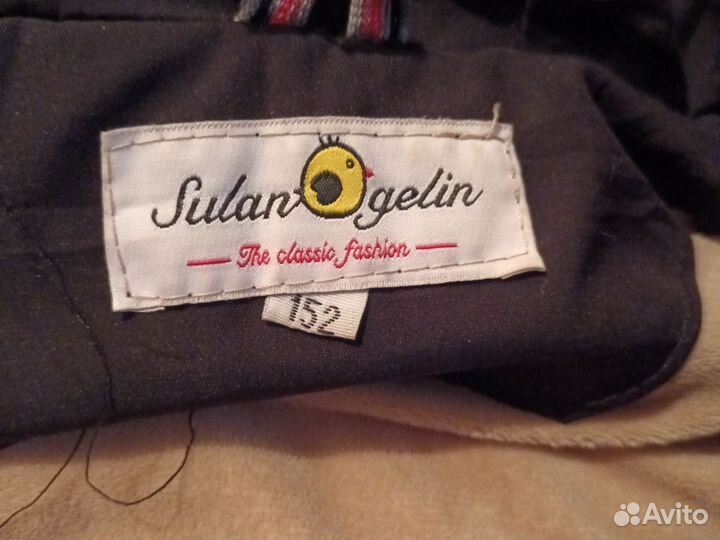 Sulan gelin
The classic fashion
152
Avito